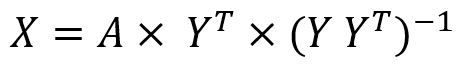 X = A × Y^T × (Y Y^T)^{-1}